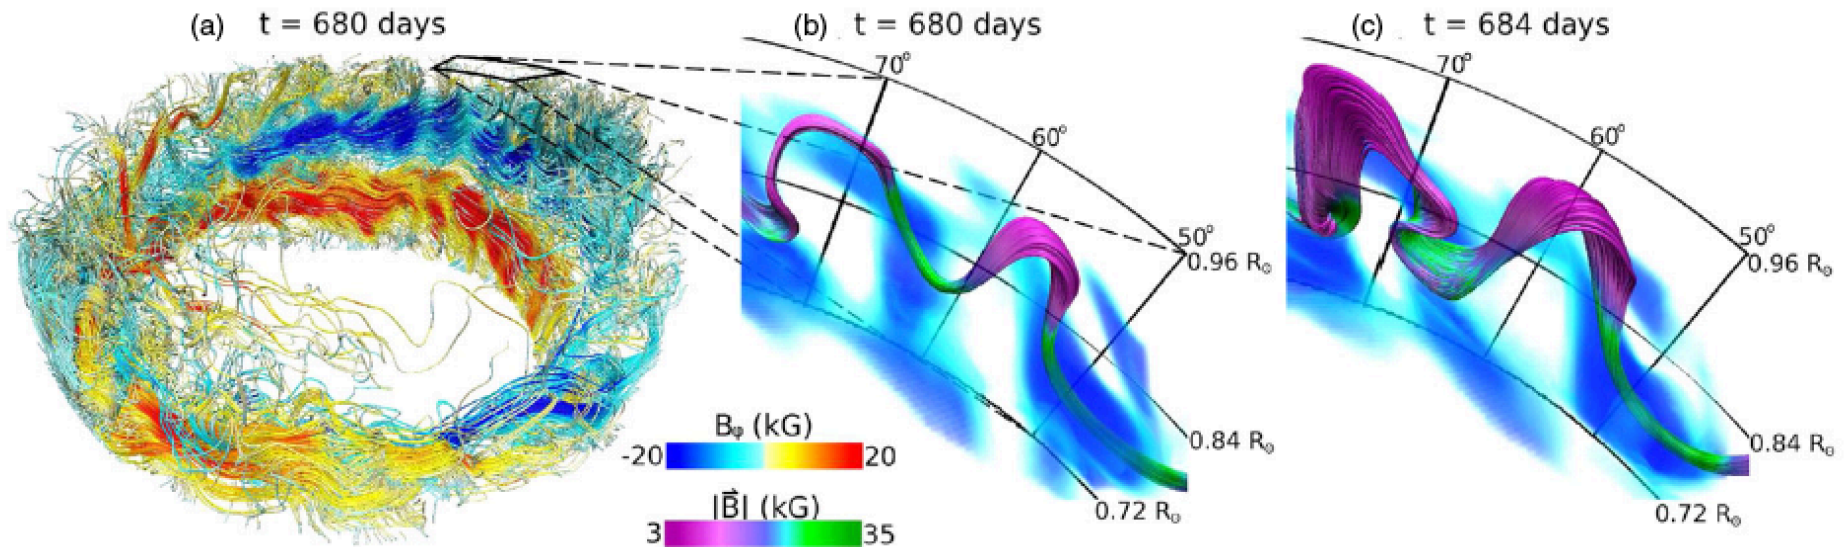 (a) t = 680 days
(b) t = 680 days
(c) t = 684 days
70°
60°
50°
0.96 R⊙
0.84 R⊙
0.72 R⊙
70°
60°
50°
0.96 R⊙
0.84 R⊙
0.72 R⊙
Bφ (kG)
-20 20
|B⃗| (kG)
3 35